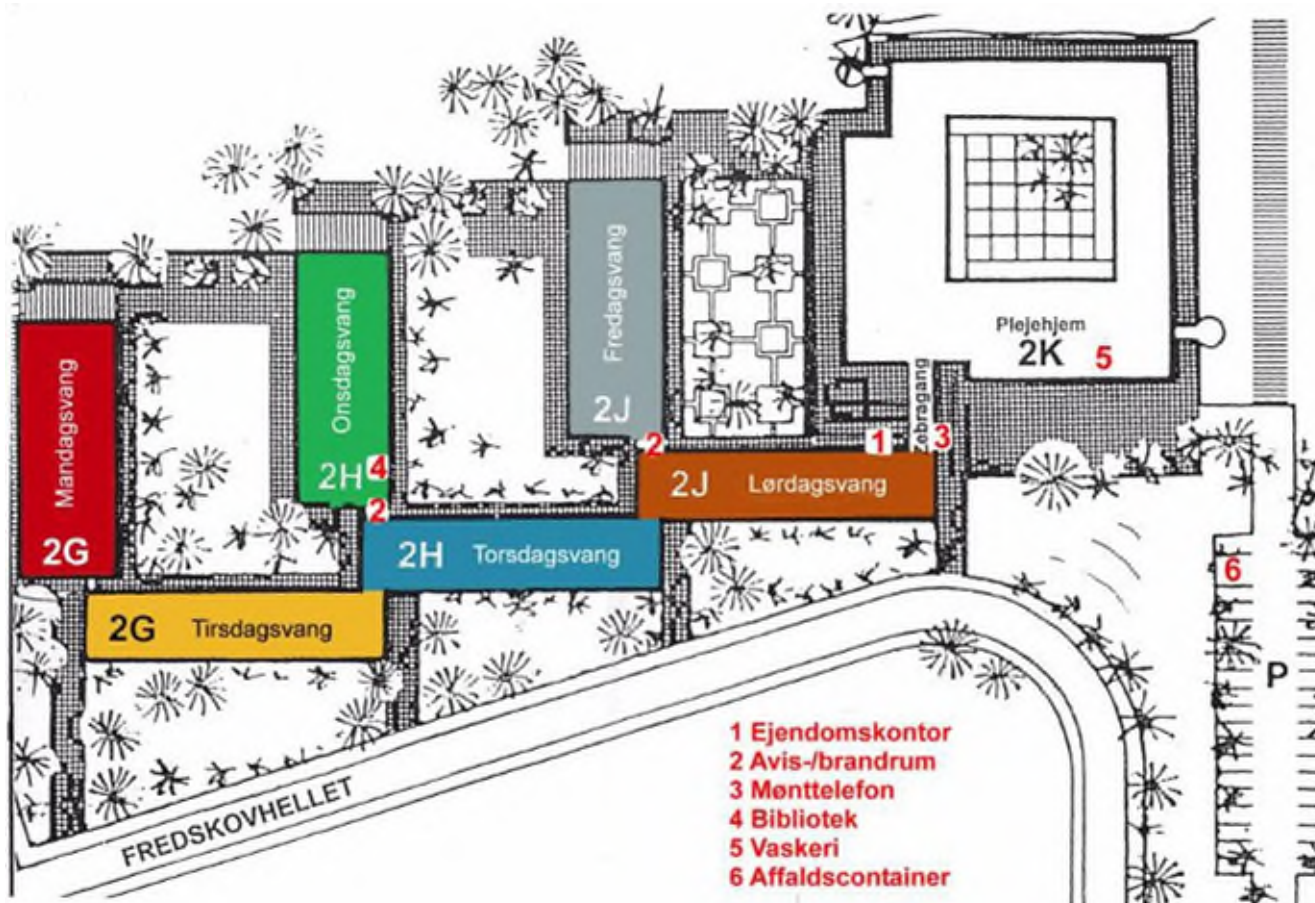 Plejehjem
2K
5
Zebragang
1
3
Fredagsvang
2J
2
2J Lørdagsvang
Onsdagsvang
2H
4
2
2H Torsdagsvang
Mandagsvang
2G
2G Tirsdagsvang
6
P
FREDSKOVHELLET
1 Ejendomskontor
2 Avis-/brandrum
3 Mønttelefon
4 Bibliotek
5 Vaskeri
6 Affaldscontainer